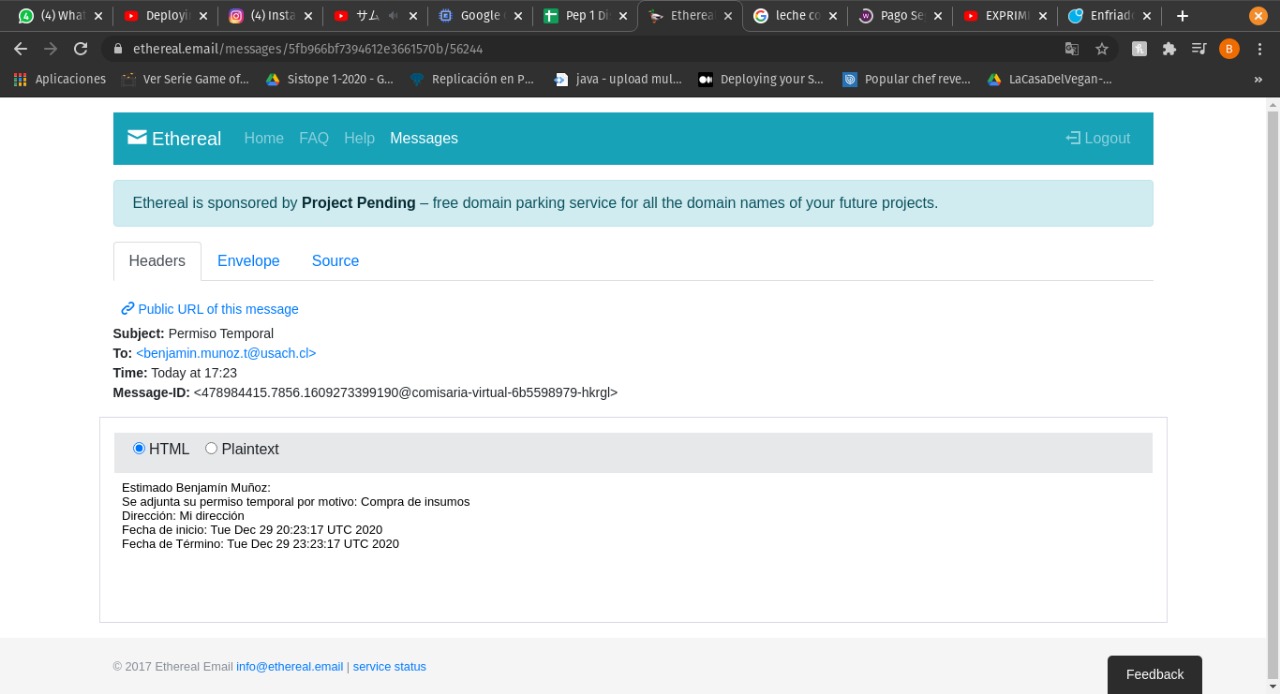 (4) What
Deployi
(4) Insta
サム
Google
Pep 1 Di
Ethereal
leche co
Pago Se
EXPRIMI
Enfriado
ethereal.email/messages/5fb966bf7394612e3661570b/56244
B
Aplicaciones
Ver Serie Game of...
Sistope 1-2020 - G...
Replicación en P...
java - upload mul...
Deploying your S...
Popular chef reve...
LaCasaDelVegan-...
»
Ethereal
Home
FAQ
Help
Messages
Logout
Ethereal is sponsored by Project Pending – free domain parking service for all the domain names of your future projects.
Headers
Envelope
Source
Public URL of this message
Subject: Permiso Temporal
To: <benjamin.munoz.t@usach.cl>
Time: Today at 17:23
Message-ID: <478984415.7856.1609273399190@comisaria-virtual-6b5598979-hkrgl>
HTML
Plaintext
Estimado Benjamín Muñoz:
Se adjunta su permiso temporal por motivo: Compra de insumos
Dirección: Mi dirección
Fecha de inicio: Tue Dec 29 20:23:17 UTC 2020
Fecha de Término: Tue Dec 29 23:23:17 UTC 2020
© 2017 Ethereal Email info@ethereal.email | service status
Feedback